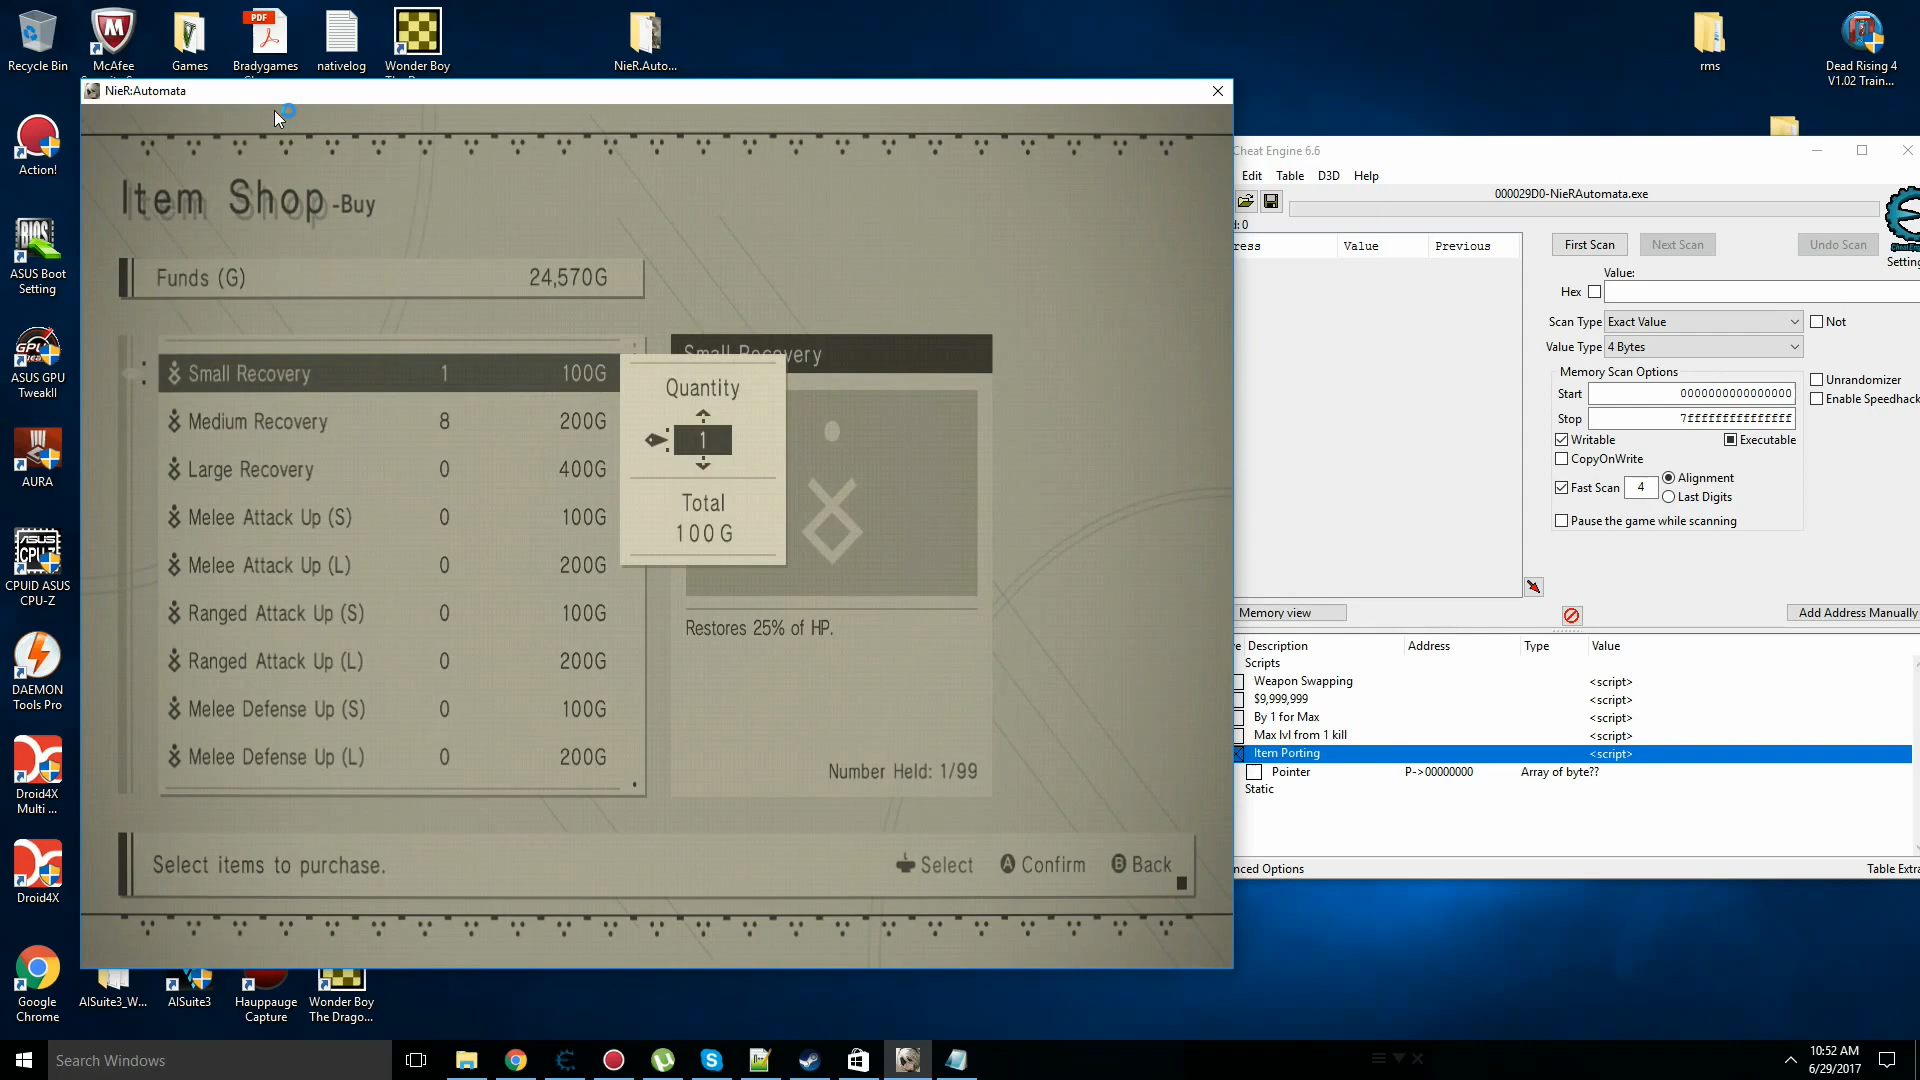 Recycle Bin
McAfee
Games
Bradygames
nativelog
Wonder Boy
NieR.Auto...
rms
Dead Rising 4
V1.02 Train...
Action!
ASUS Boot
Setting
ASUS GPU
TweakII
AURA
CPUID ASUS
CPU-Z
DAEMON
Tools Pro
Droid4X
Multi ...
Droid4X
Google
Chrome
AISuite3_W...
AISuite3
Hauppauge
Capture
Wonder Boy
The Drago...
NieR:Automata
Item Shop -Buy
Funds (G) 24,570G
Small Recovery 1 100G
Medium Recovery 8 200G
Large Recovery 0 400G
Melee Attack Up (S) 0 100G
Melee Attack Up (L) 0 200G
Ranged Attack Up (S) 0 100G
Ranged Attack Up (L) 0 200G
Melee Defense Up (S) 0 100G
Melee Defense Up (L) 0 200G
Quantity
1
Total
100G
Small Recovery
Restores 25% of HP.
Number Held: 1/99
Select items to purchase.
Select A Confirm B Back
Cheat Engine 6.6
Edit Table D3D Help
000029D0-NieRAutomata.exe
d: 0
ress Value Previous
First Scan Next Scan Undo Scan
Setting
Value:
Hex
Scan Type Exact Value Not
Value Type 4 Bytes
Memory Scan Options
Unrandomizer
Start 0000000000000000
Enable Speedhack
Stop 7fffffffffffffff
Writable Executable
CopyOnWrite
Fast Scan 4 Alignment
Last Digits
Pause the game while scanning
Memory view Add Address Manually
ve Description Address Type Value
Scripts
Weapon Swapping <script>
$9,999,999 <script>
By 1 for Max <script>
Max lvl from 1 kill <script>
Item Porting <script>
Pointer P->00000000 Array of byte ??
Static
nced Options Table Extra
Search Windows
10:52 AM
6/29/2017